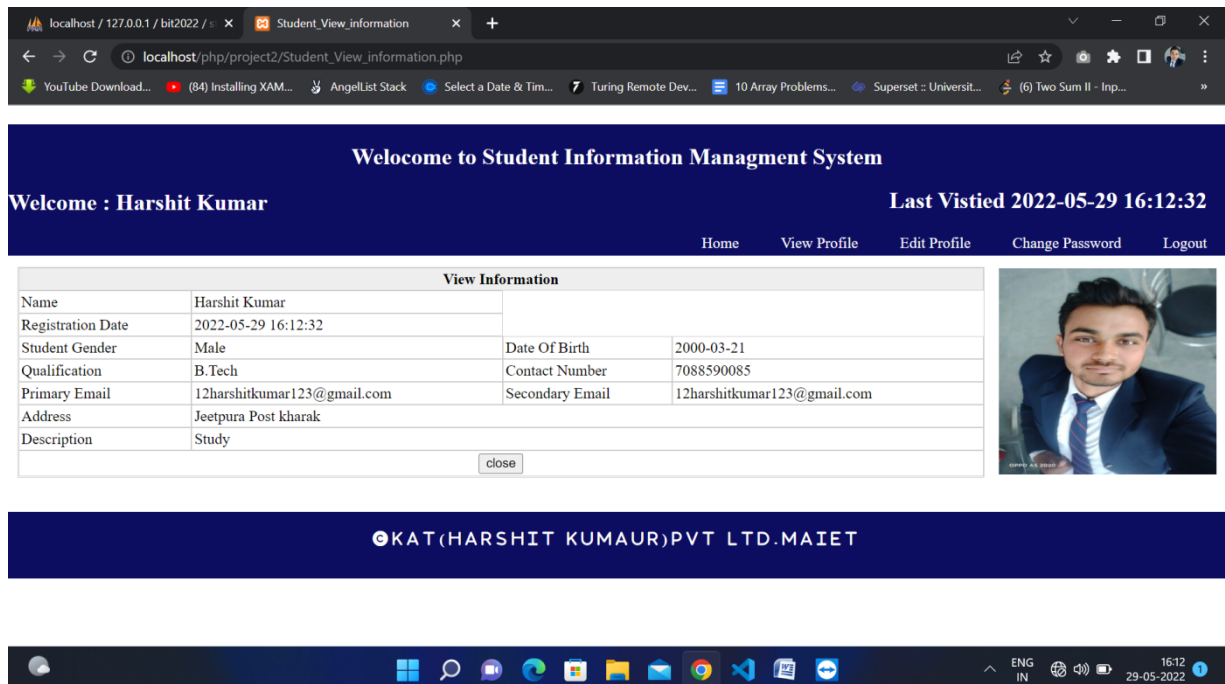 localhost / 127.0.0.1 / bit2022 / s
Student_View_information
localhost/php/project2/Student_View_information.php
YouTube Download... (84) Installing XAM... AngelList Stack Select a Date & Tim... Turing Remote Dev... 10 Array Problems... Superset :: Universit... (6) Two Sum II - Inp... »
Welocome to Student Information Managment System
Welcome : Harshit Kumar Last Vistied 2022-05-29 16:12:32
Home View Profile Edit Profile Change Password Logout
View Information
Name Harshit Kumar
Registration Date 2022-05-29 16:12:32
Student Gender Male Date Of Birth 2000-03-21
Qualification B.Tech Contact Number 7088590085
Primary Email 12harshitkumar123@gmail.com Secondary Email 12harshitkumar123@gmail.com
Address Jeetpura Post kharak
Description Study
close
OPPO A5 2020
©KAT(HARSHIT KUMAUR)PVT LTD.MAIET
ENG 16:12
IN 29-05-2022 1